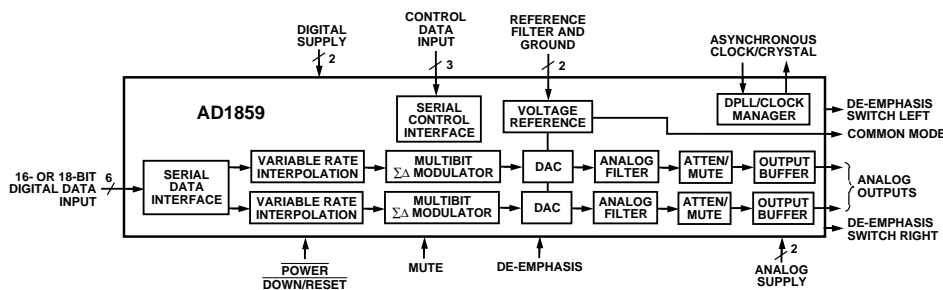 DIGITAL
SUPPLY
2
CONTROL
DATA
INPUT
3
REFERENCE
FILTER AND
GROUND
2
ASYNCHRONOUS
CLOCK/CRYSTAL
AD1859
SERIAL
CONTROL
INTERFACE
VOLTAGE
REFERENCE
DPLL/CLOCK
MANAGER
DE-EMPHASIS
SWITCH LEFT
COMMON MODE
16- OR 18-BIT
DIGITAL DATA
INPUT
6
SERIAL
DATA
INTERFACE
VARIABLE RATE
INTERPOLATION
MULTIBIT
ΣΔ MODULATOR
DAC
ANALOG
FILTER
ATTEN/
MUTE
OUTPUT
BUFFER
VARIABLE RATE
INTERPOLATION
MULTIBIT
ΣΔ MODULATOR
DAC
ANALOG
FILTER
ATTEN/
MUTE
OUTPUT
BUFFER
ANALOG
OUTPUTS
DE-EMPHASIS
SWITCH RIGHT
POWER
DOWN/RESET
MUTE
DE-EMPHASIS
2
ANALOG
SUPPLY